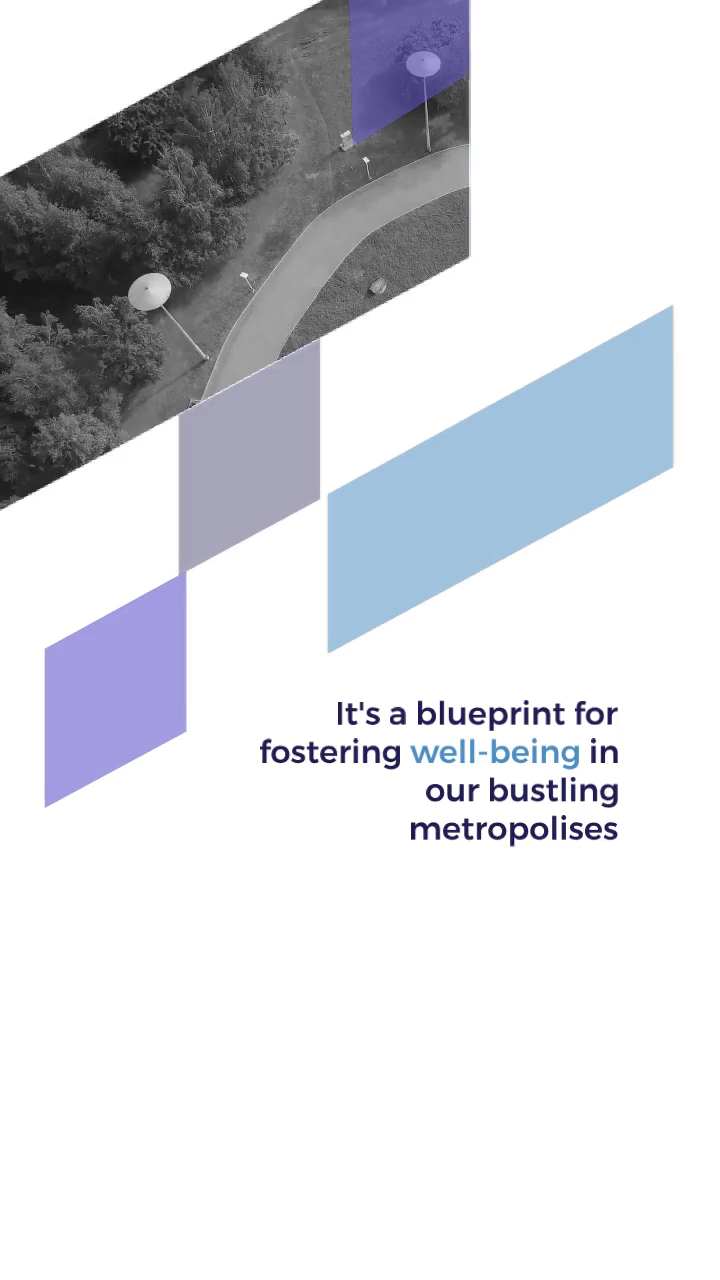 It's a blueprint for
fostering well-being in
our bustling
metropolises